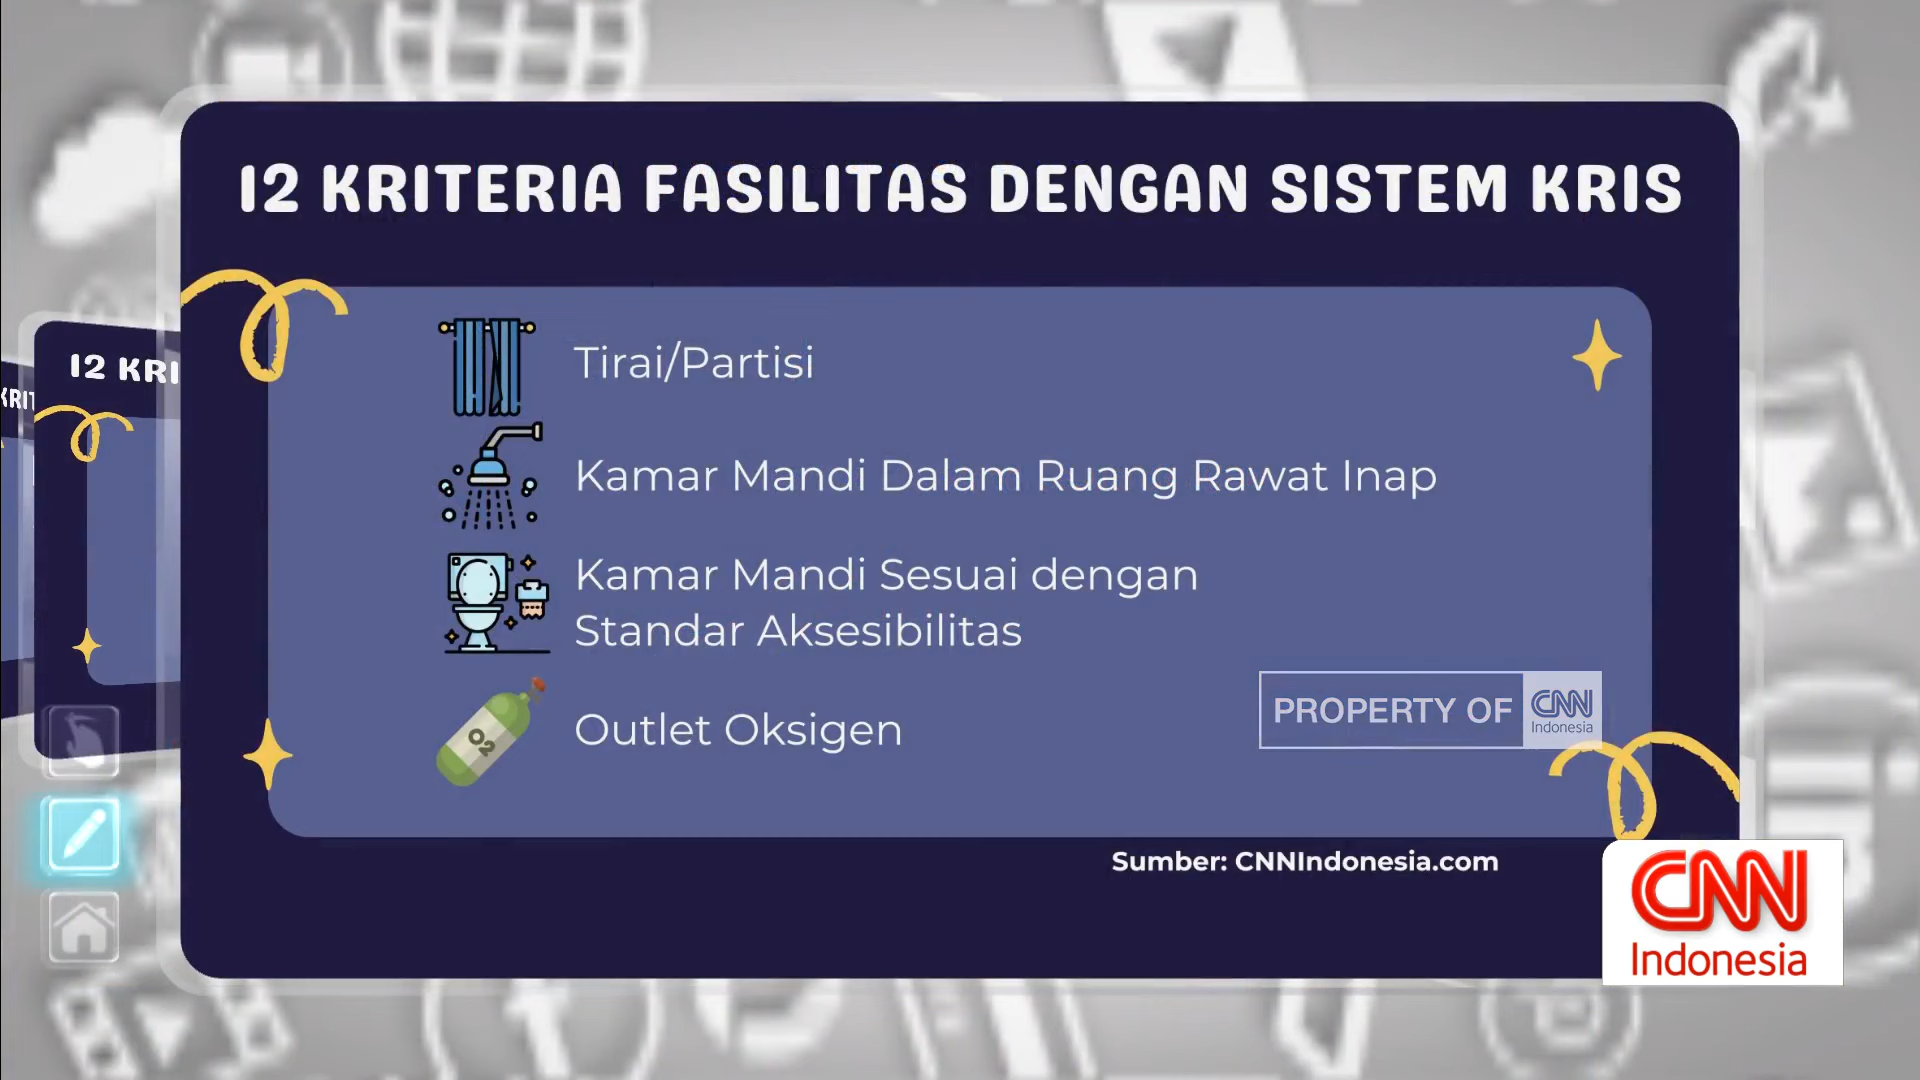 12 KRITERIA FASILITAS DENGAN SISTEM KRIS
12 KRI
KRIT
Tirai/Partisi
Kamar Mandi Dalam Ruang Rawat Inap
Kamar Mandi Sesuai dengan
Standar Aksesibilitas
O2
Outlet Oksigen
PROPERTY OF CNN Indonesia
Sumber: CNNIndonesia.com
CNN
Indonesia